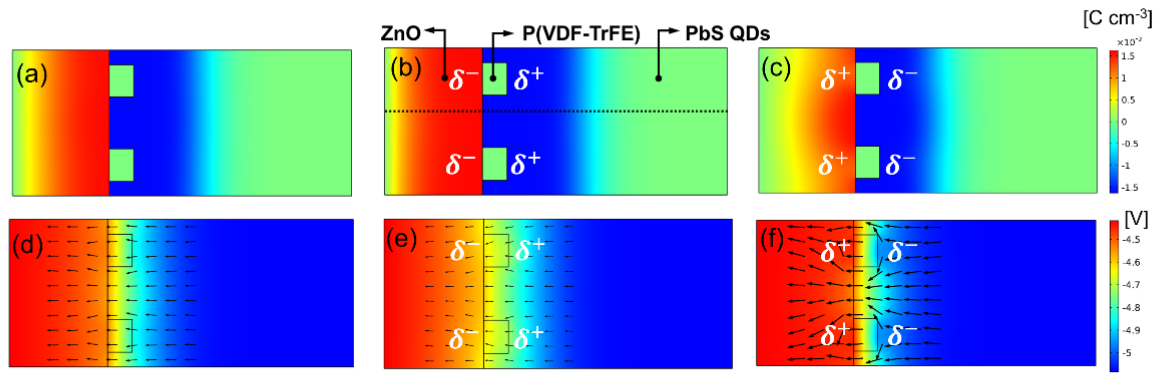 [C cm⁻³]
ZnO P(VDF-TrFE) PbS QDs
×10⁻²
(a) (b) (c)
δ⁻ δ⁺ δ⁺ δ⁻
1.5
1
0.5
0
-0.5
-1
-1.5
δ⁻ δ⁺ δ⁺ δ⁻
[V]
(d) (e) (f)
δ⁻ δ⁺ δ⁺ δ⁻
-4.5
-4.6
-4.7
-4.8
-4.9
-5
δ⁻ δ⁺ δ⁺ δ⁻